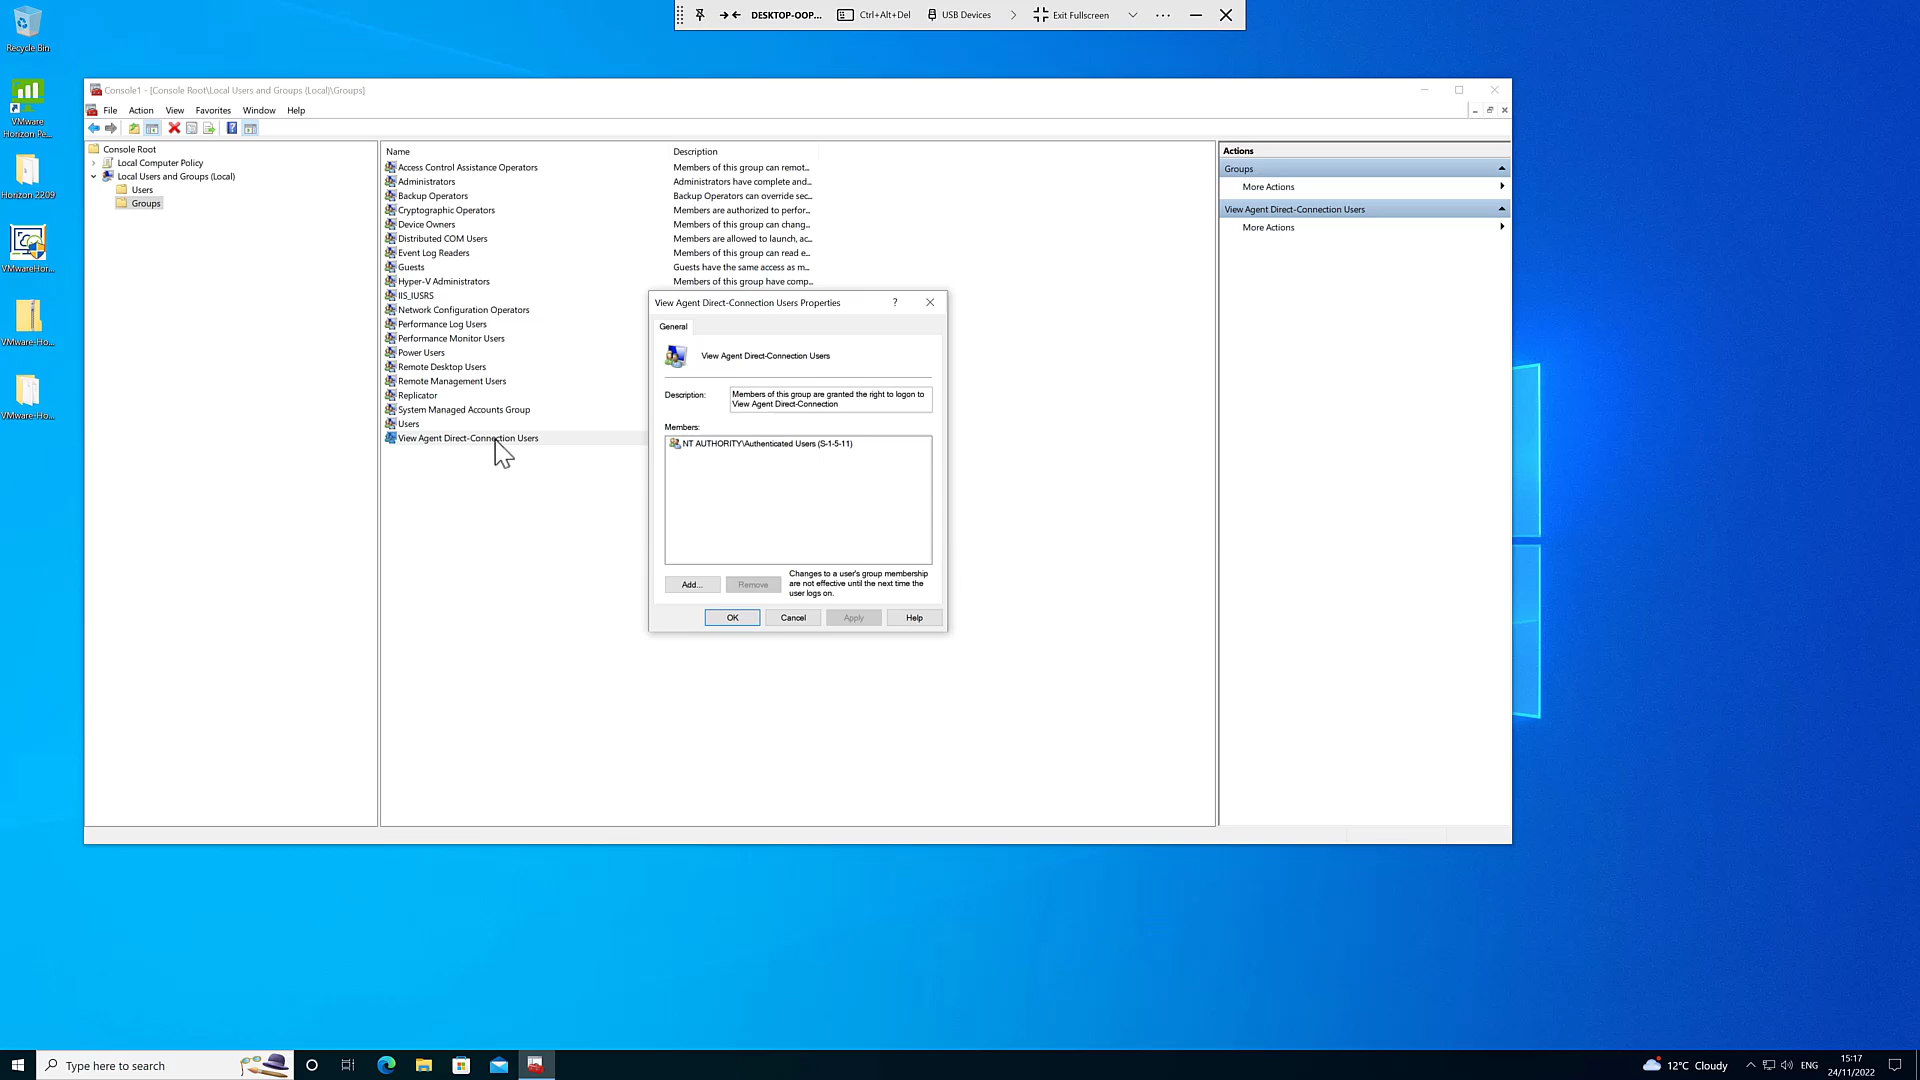 DESKTOP-OOP...
Ctrl+Alt+Del
USB Devices
Exit Fullscreen
Recycle Bin
VMware
Horizon Pe...
Horizon 2209
VMwareHor...
VMware-Ho...
VMware-Ho...
Console1 - [Console Root\Local Users and Groups (Local)\Groups]
File Action View Favorites Window Help
Console Root
Local Computer Policy
Local Users and Groups (Local)
Users
Groups
Name Description
Access Control Assistance Operators Members of this group can remot...
Administrators Administrators have complete and...
Backup Operators Backup Operators can override sec...
Cryptographic Operators Members are authorized to perfor...
Device Owners Members of this group can chang...
Distributed COM Users Members are allowed to launch, ac...
Event Log Readers Members of this group can read e...
Guests Guests have the same access as m...
Hyper-V Administrators Members of this group have comp...
IIS_IUSRS
Network Configuration Operators
Performance Log Users
Performance Monitor Users
Power Users
Remote Desktop Users
Remote Management Users
Replicator
System Managed Accounts Group
Users
View Agent Direct-Connection Users
View Agent Direct-Connection Users Properties
?
General
View Agent Direct-Connection Users
Description:
Members of this group are granted the right to logon to
View Agent Direct-Connection
Members:
NT AUTHORITY\Authenticated Users (S-1-5-11)
Add...
Remove
Changes to a user's group membership
are not effective until the next time the
user logs on.
OK
Cancel
Apply
Help
Actions
Groups
More Actions
View Agent Direct-Connection Users
More Actions
Type here to search
12°C Cloudy
ENG
15:17
24/11/2022